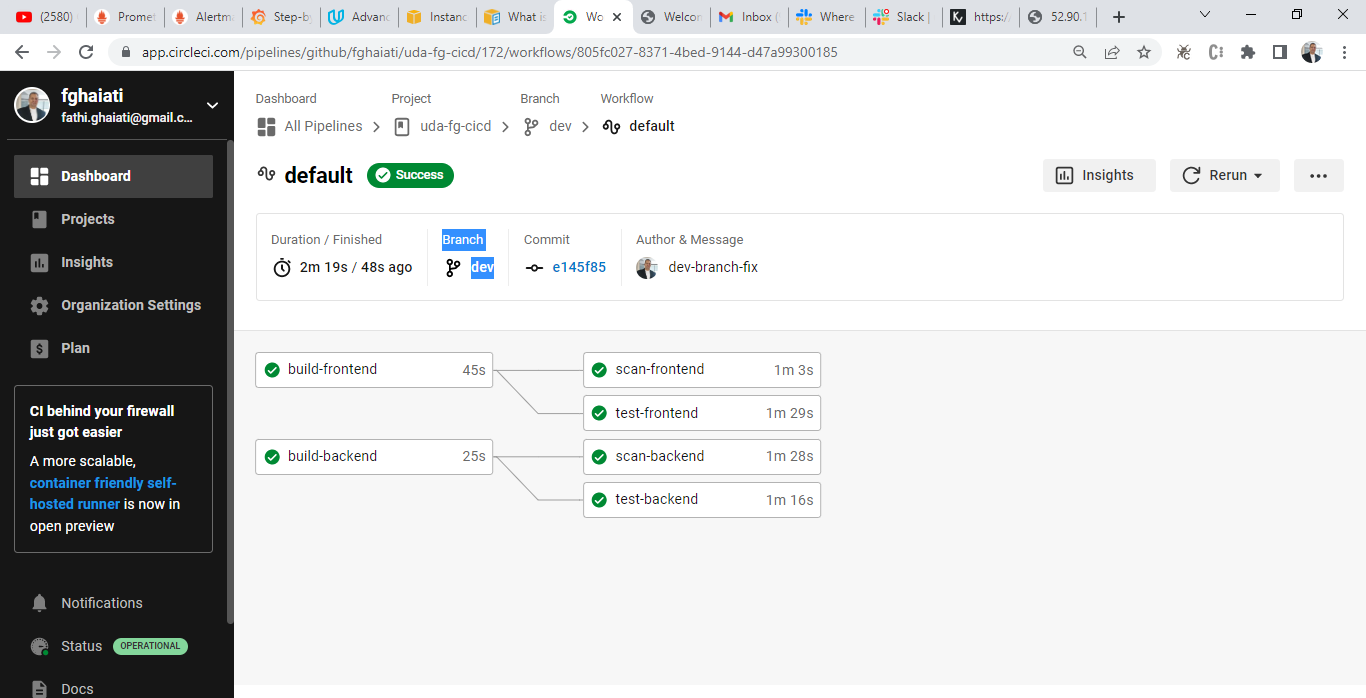 (2580)
Promet
Alertma
Step-by
Advanc
Instanc
What is
Wo
Welcom
Inbox (
Where
Slack |
https:/
52.90.1
app.circleci.com/pipelines/github/fghaiati/uda-fg-cicd/172/workflows/805fc027-8371-4bed-9144-d47a99300185
fghaiati
fathi.ghaiati@gmail.c...
Dashboard
Projects
Insights
Organization Settings
Plan
CI behind your firewall
just got easier
A more scalable,
container friendly self-
hosted runner is now in
open preview
Notifications
Status OPERATIONAL
Docs
Dashboard Project Branch Workflow
All Pipelines uda-fg-cicd dev default
default Success
Insights Rerun
Duration / Finished Branch Commit Author & Message
2m 19s / 48s ago dev e145f85 dev-branch-fix
build-frontend 45s
scan-frontend 1m 3s
test-frontend 1m 29s
build-backend 25s
scan-backend 1m 28s
test-backend 1m 16s